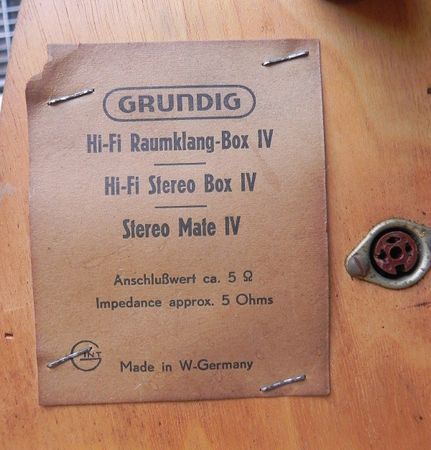 GRUNDIG
Hi-Fi Raumklang-Box IV
Hi-Fi Stereo Box IV
Stereo Mate IV
Anschlußwert ca. 5 Ω
Impedance approx. 5 Ohms
INT
Made in W-Germany